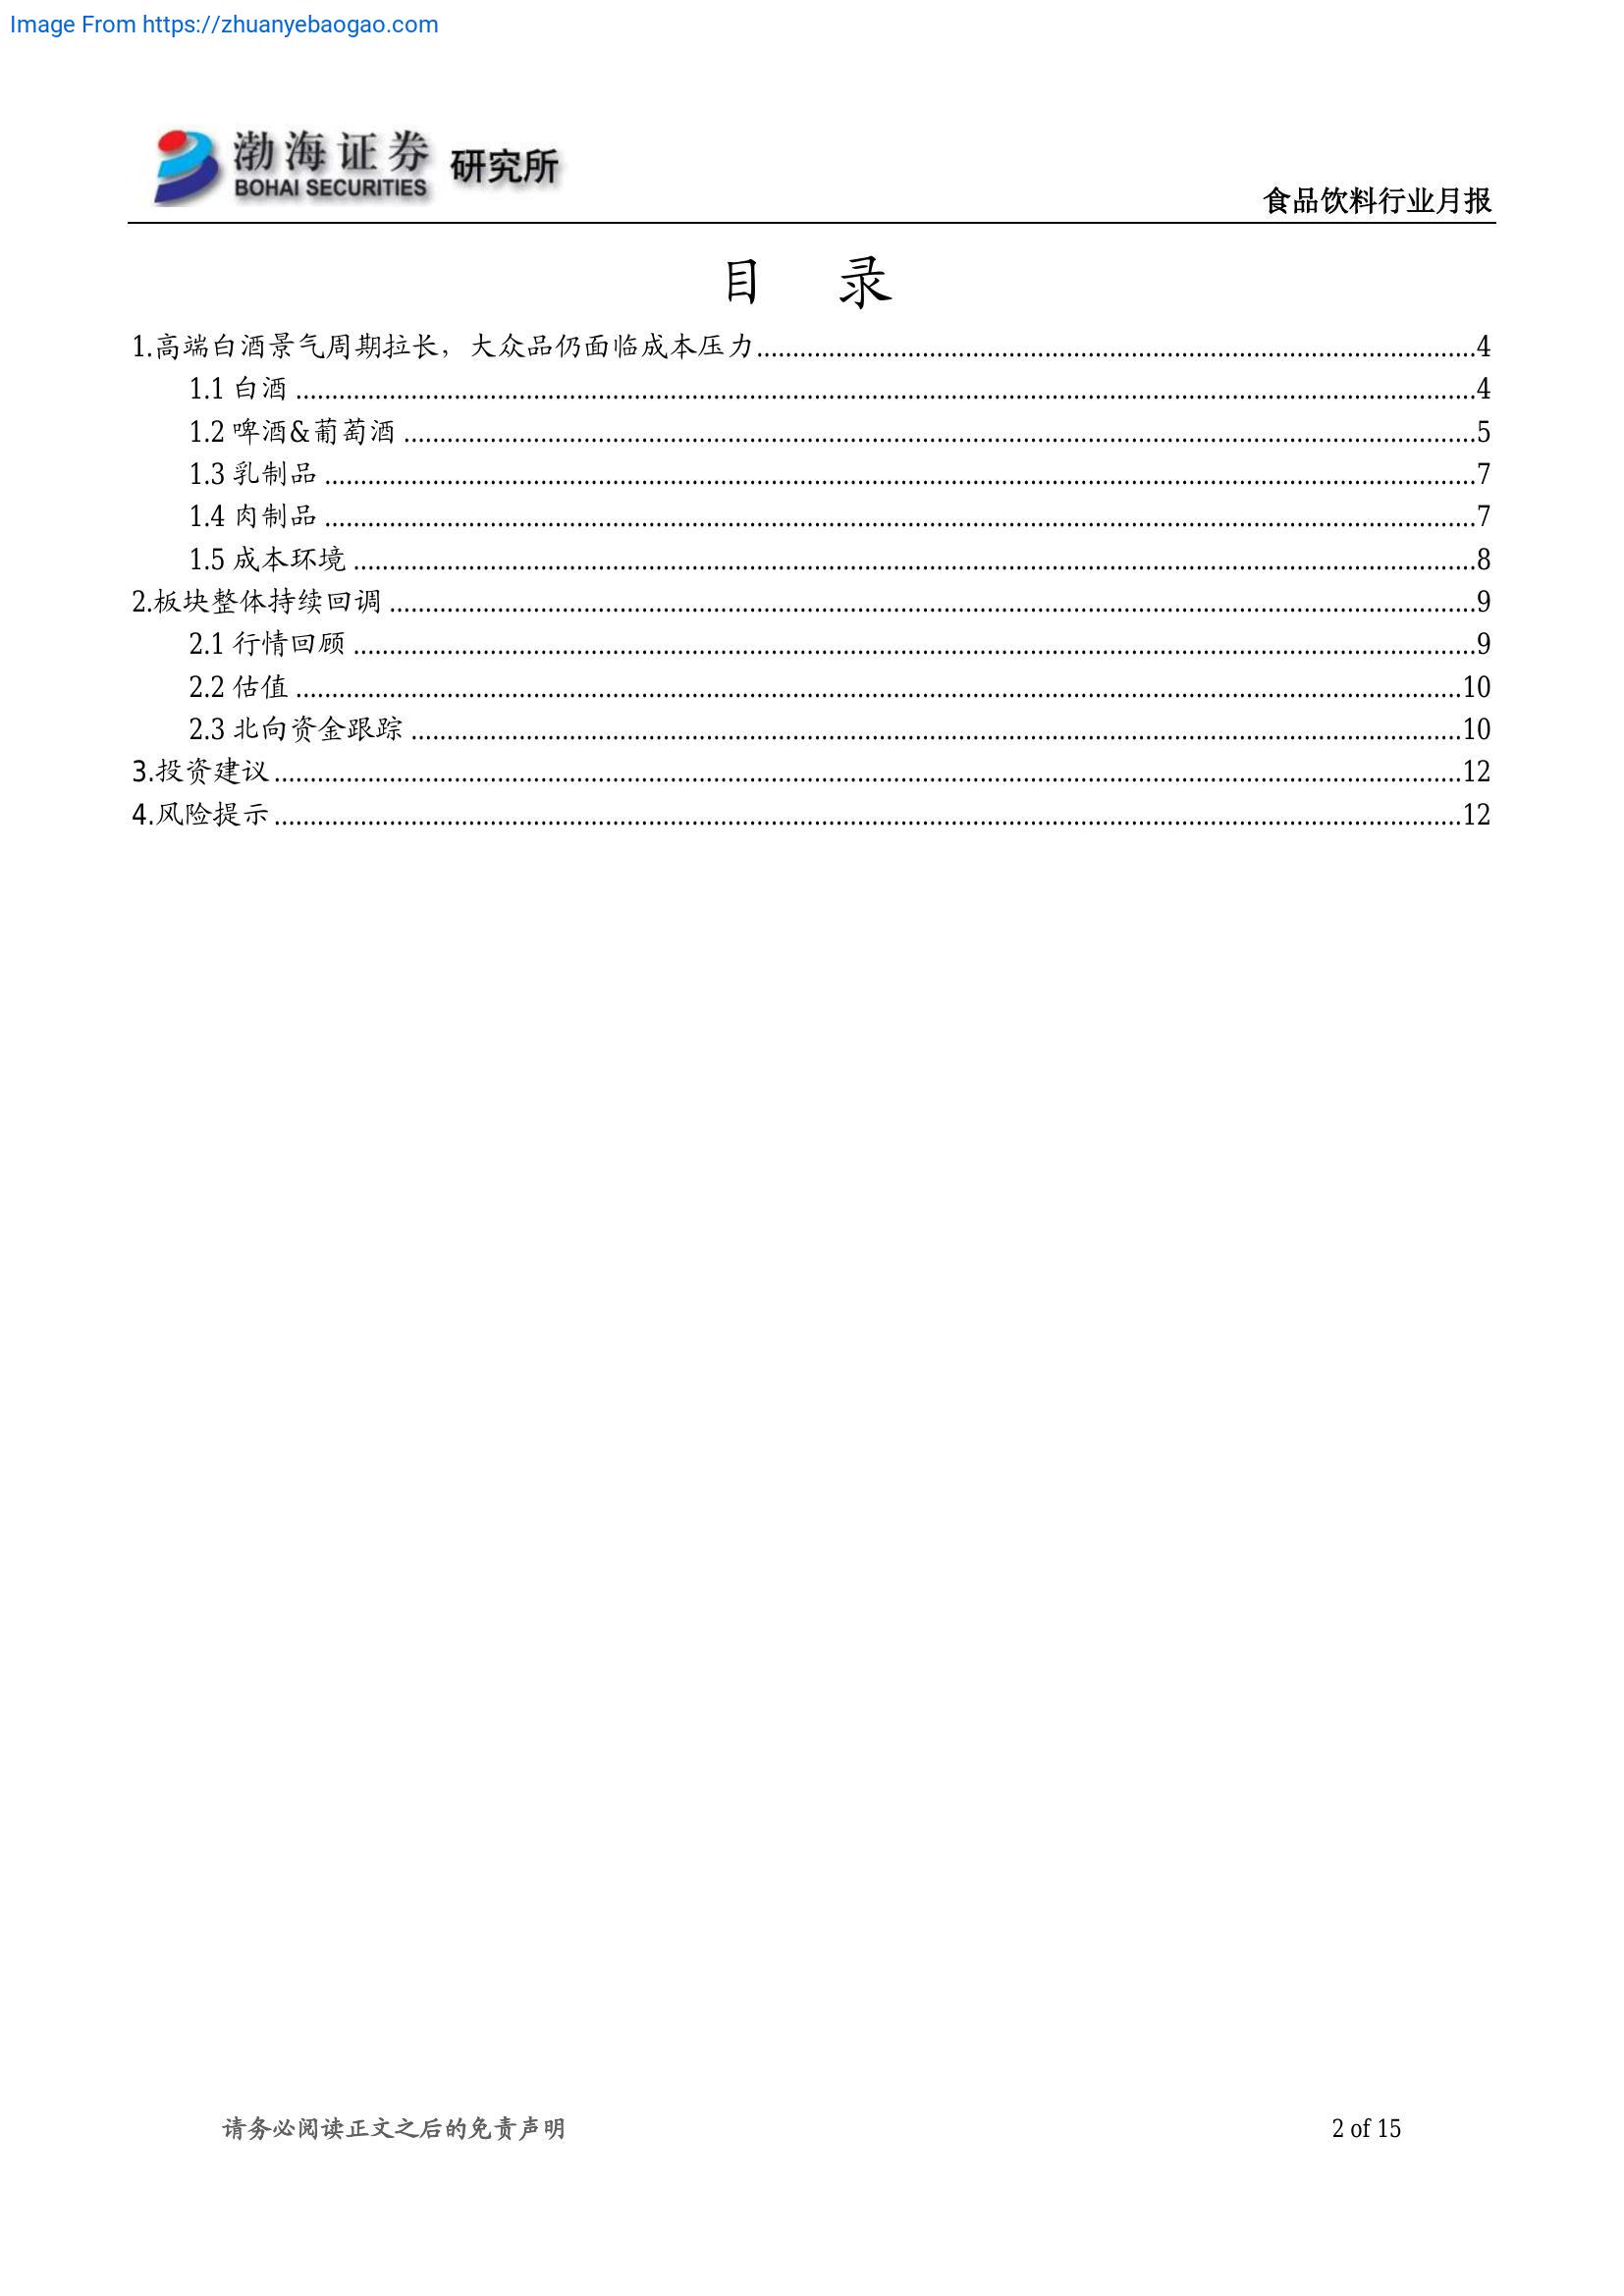 Image From https://zhuanyebaogao.com
渤海证券 研究所
BOHAI SECURITIES
食品饮料行业月报
目 录
1.高端白酒景气周期拉长，大众品仍面临成本压力....................4
1.1 白酒....................4
1.2 啤酒&葡萄酒....................5
1.3 乳制品....................7
1.4 肉制品....................7
1.5 成本环境....................8
2.板块整体持续回调....................9
2.1 行情回顾....................9
2.2 估值....................10
2.3 北向资金跟踪....................10
3.投资建议....................12
4.风险提示....................12
请务必阅读正文之后的免责声明 2 of 15